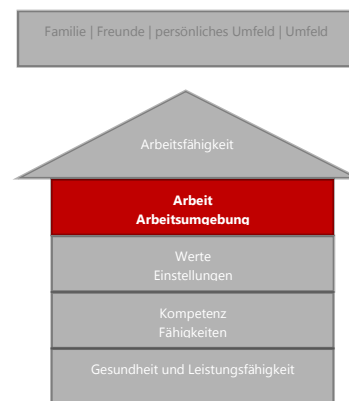 Familie | Freunde | persönliches Umfeld | Umfeld
Arbeitsfähigkeit
Arbeit
Arbeitsumgebung
Werte
Einstellungen
Kompetenz
Fähigkeiten
Gesundheit und Leistungsfähigkeit